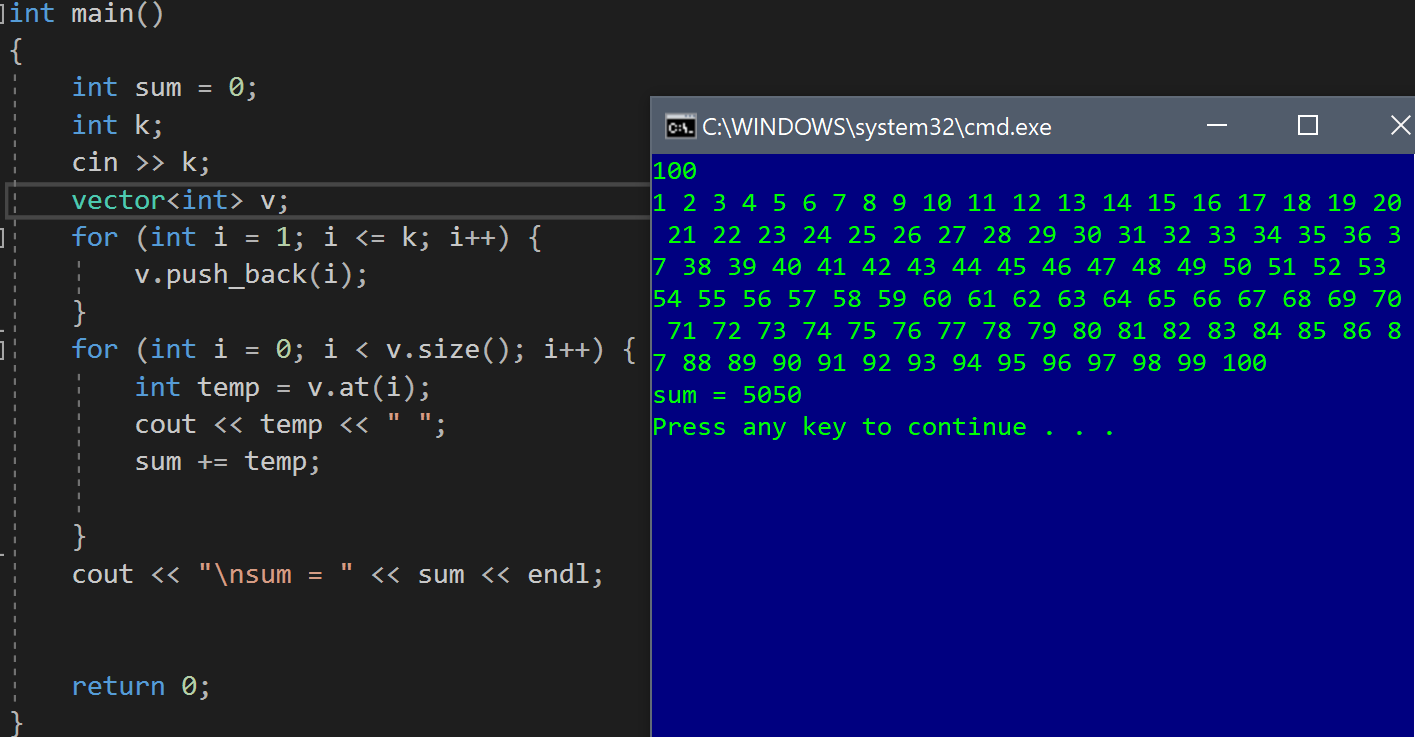 int main()
{
int sum = 0;
int k;
cin >> k;
vector<int> v;
for (int i = 1; i <= k; i++) {
v.push_back(i);
}
for (int i = 0; i < v.size(); i++) {
int temp = v.at(i);
cout << temp << " ";
sum += temp;
}
cout << "\nsum = " << sum << endl;
return 0;
}
C:\WINDOWS\system32\cmd.exe
100
1 2 3 4 5 6 7 8 9 10 11 12 13 14 15 16 17 18 19 20
21 22 23 24 25 26 27 28 29 30 31 32 33 34 35 36 3
7 38 39 40 41 42 43 44 45 46 47 48 49 50 51 52 53
54 55 56 57 58 59 60 61 62 63 64 65 66 67 68 69 70
71 72 73 74 75 76 77 78 79 80 81 82 83 84 85 86 8
7 88 89 90 91 92 93 94 95 96 97 98 99 100
sum = 5050
Press any key to continue . . .